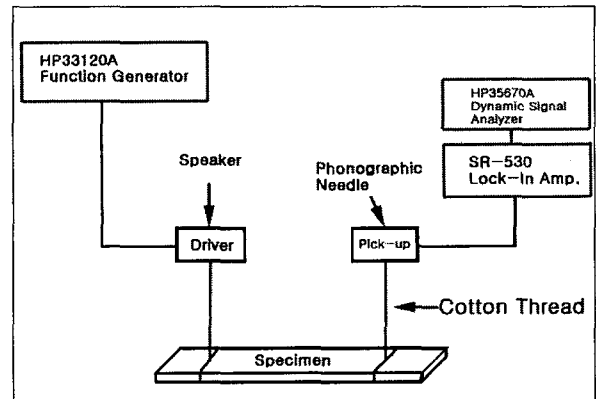 HP33120A
Function Generator
HP35670A
Dynamic Signal
Analyzer
SR-530
Lock-In Amp.
Speaker
Phonographic
Needle
Driver
Pick-up
Cotton Thread
Specimen